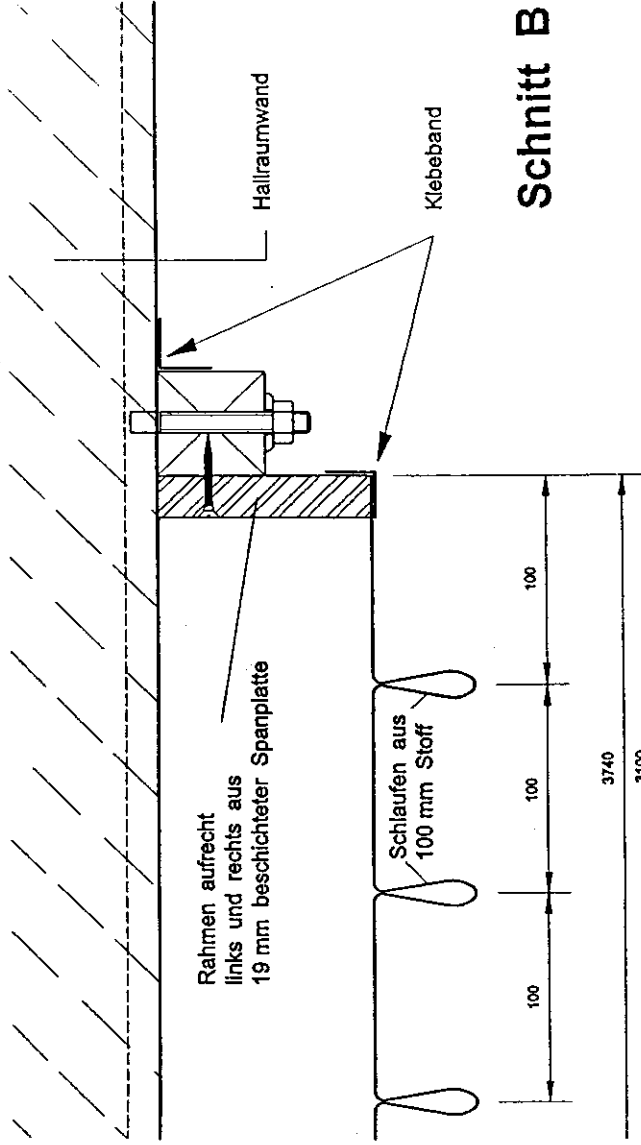 Hallraumwand
Klebeband
Schnitt B
Rahmen aufrecht
links und rechts aus
19 mm beschichteter Spanplatte
Schlaufen aus
100 mm Stoff
100
100
100
3740